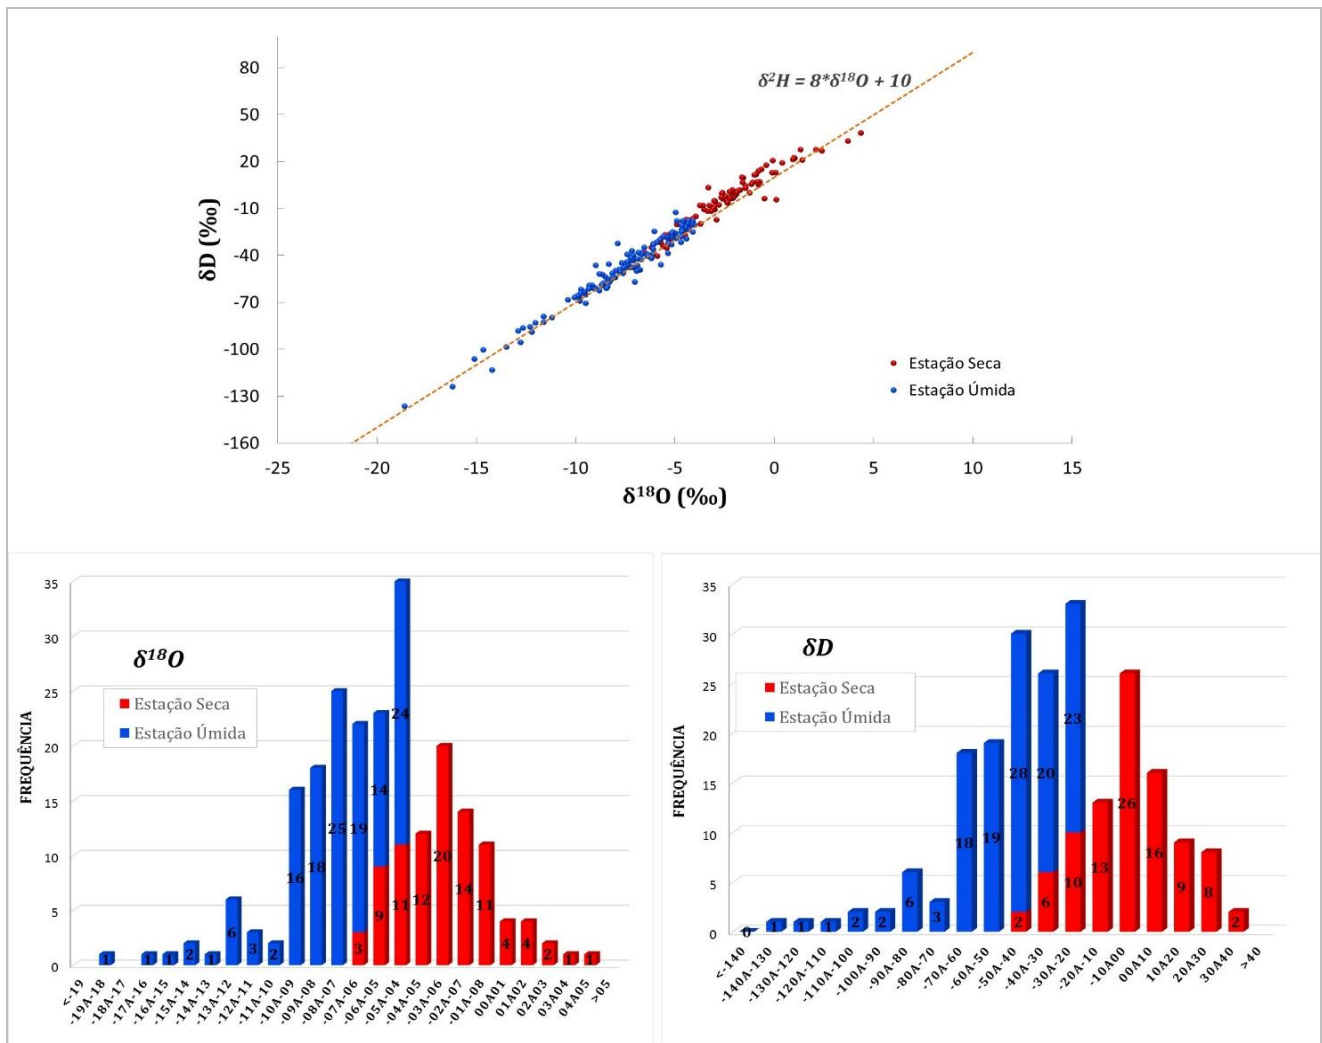 δ²H = 8*δ¹⁸O + 10
80
50
20
-10
-40
-70
-100
-130
-160
δD (‰)
Estação Seca
Estação Úmida
-25 -20 -15 -10 -5 0 5 10 15
δ¹⁸O (‰)
δ¹⁸O
Estação Seca
Estação Úmida
FREQUÊNCIA
35
30
25
20
15
10
5
0
1 1 1 2 1 6 3 2 16 18 25 19 3 14 9 24 11 12 20 14 11 4 4 2 1 1
<-19 -19A-18 -18A-17 -17A-16 -16A-15 -15A-14 -14A-13 -13A-12 -12A-11 -11A-10 -10A-09 -09A-08 -08A-07 -07A-06 -06A-05 -05A-04 -04A-05 -03A-06 -02A-07 -01A-08 00A01 01A02 02A03 03A04 04A05 >05
δD
Estação Seca
Estação Úmida
FREQUÊNCIA
35
30
25
20
15
10
5
0
0 1 1 1 2 2 6 3 18 19 28 2 20 6 23 10 13 26 16 9 8 2
<-140 -140A-130 -130A-120 -120A-110 -110A-100 -100A-90 -90A-80 -80A-70 -70A-60 -60A-50 -50A-40 -40A-30 -30A-20 -20A-10 -10A00 00A10 10A20 20A30 30A40 >40